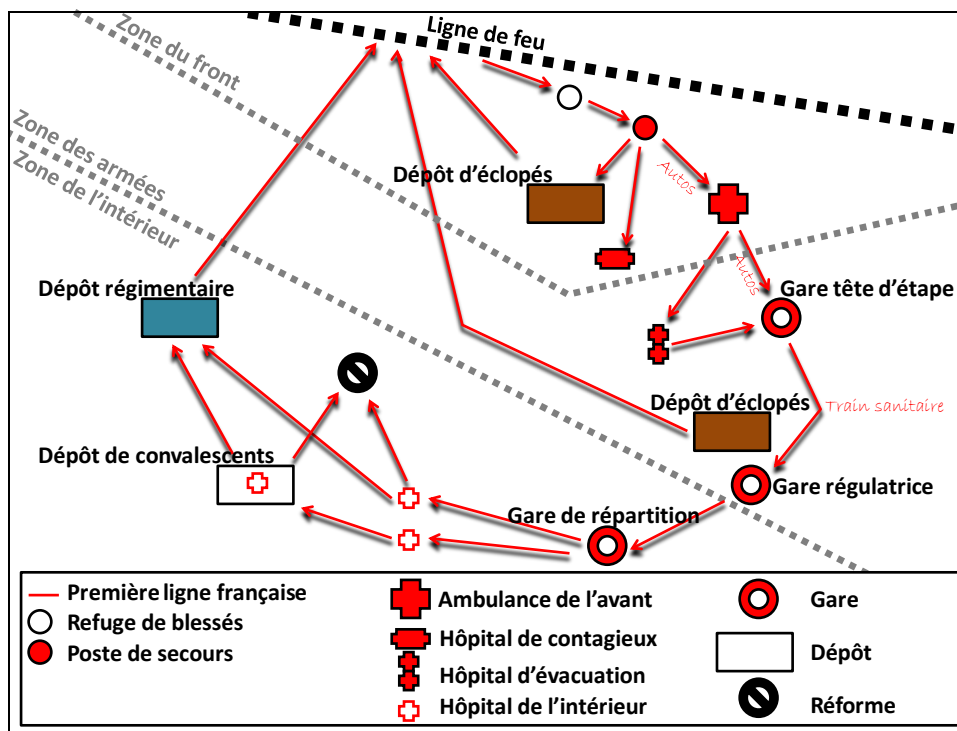 Zone du front
Ligne de feu
Zone des armées
Zone de l'intérieur
Dépôt d'éclopés
Autos
Autos
Dépôt régimentaire
Gare tête d'étape
Dépôt d'éclopés
Train sanitaire
Dépôt de convalescents
Gare régulatrice
Gare de répartition
Première ligne française
Refuge de blessés
Poste de secours
Ambulance de l'avant
Hôpital de contagieux
Hôpital d'évacuation
Hôpital de l'intérieur
Gare
Dépôt
Réforme